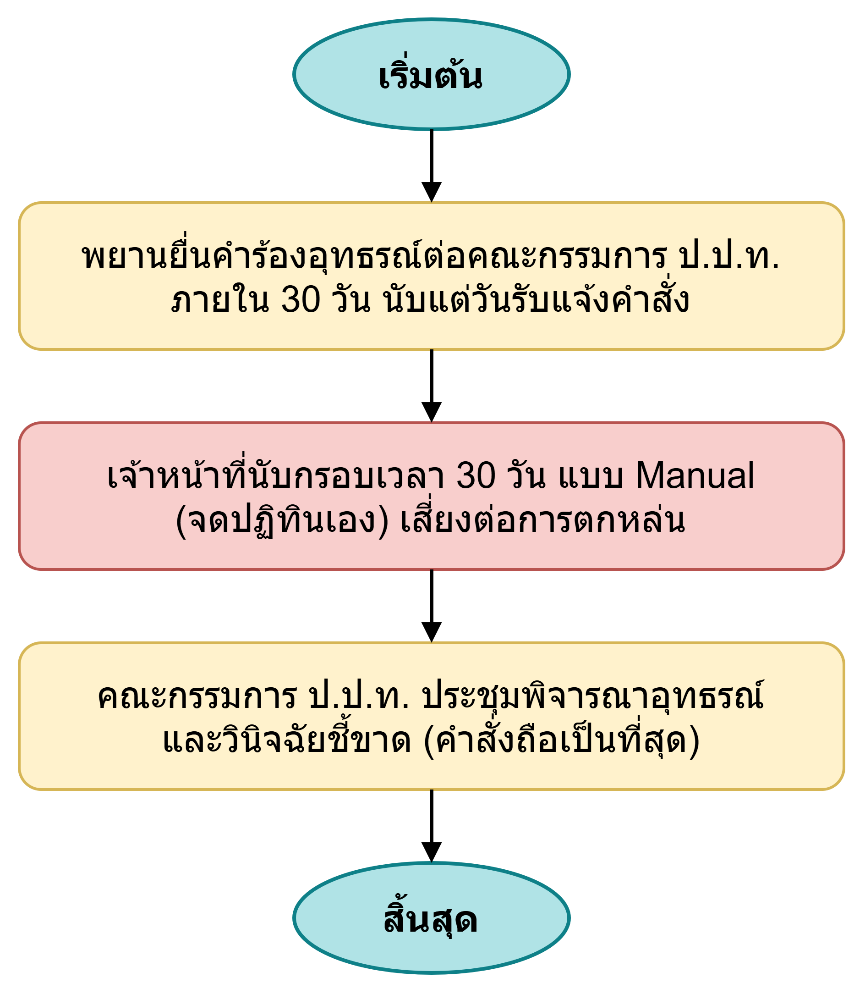 เริ่มต้น
พยานยื่นคำร้องอุทธรณ์ต่อคณะกรรมการ ป.ป.ท.
ภายใน 30 วัน นับแต่วันรับแจ้งคำสั่ง
เจ้าหน้าที่นับกรอบเวลา 30 วัน แบบ Manual
(จดปฏิทินเอง) เสี่ยงต่อการตกหล่น
คณะกรรมการ ป.ป.ท. ประชุมพิจารณาอุทธรณ์
และวินิจฉัยชี้ขาด (คำสั่งถือเป็นที่สุด)
สิ้นสุด